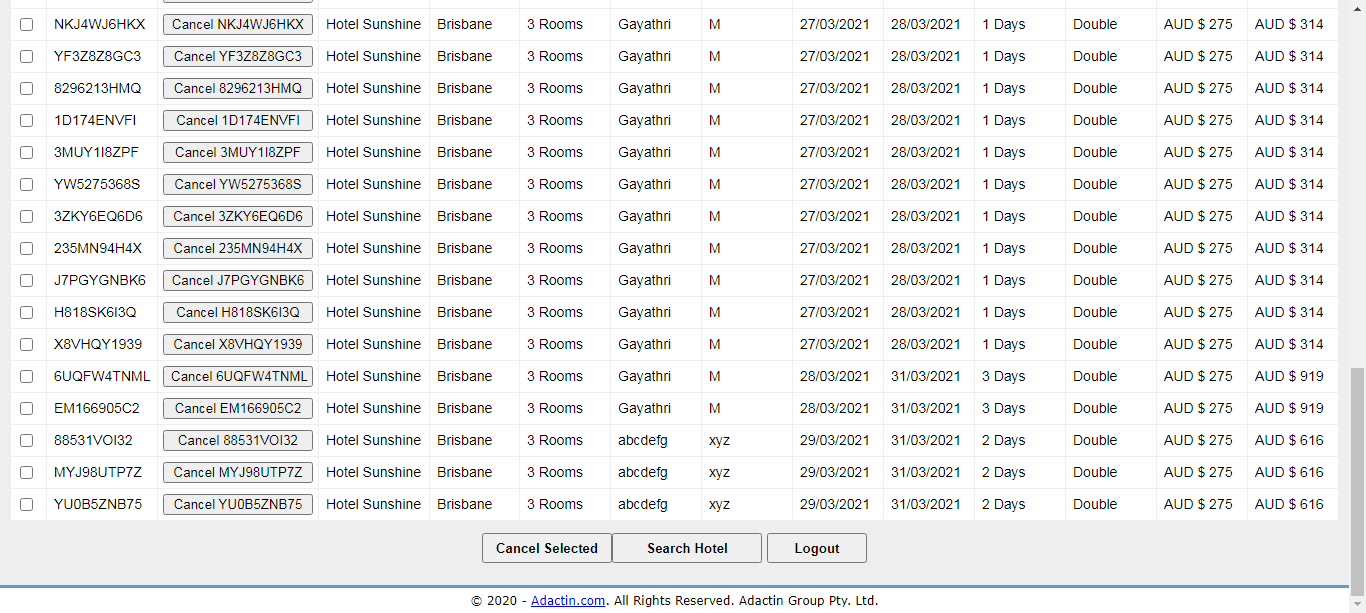 NKJ4WJ6HKX Cancel NKJ4WJ6HKX Hotel Sunshine Brisbane 3 Rooms Gayathri M 27/03/2021 28/03/2021 1 Days Double AUD $ 275 AUD $ 314
YF3Z8Z8GC3 Cancel YF3Z8Z8GC3 Hotel Sunshine Brisbane 3 Rooms Gayathri M 27/03/2021 28/03/2021 1 Days Double AUD $ 275 AUD $ 314
8296213HMQ Cancel 8296213HMQ Hotel Sunshine Brisbane 3 Rooms Gayathri M 27/03/2021 28/03/2021 1 Days Double AUD $ 275 AUD $ 314
1D174ENVFI Cancel 1D174ENVFI Hotel Sunshine Brisbane 3 Rooms Gayathri M 27/03/2021 28/03/2021 1 Days Double AUD $ 275 AUD $ 314
3MUY1I8ZPF Cancel 3MUY1I8ZPF Hotel Sunshine Brisbane 3 Rooms Gayathri M 27/03/2021 28/03/2021 1 Days Double AUD $ 275 AUD $ 314
YW5275368S Cancel YW5275368S Hotel Sunshine Brisbane 3 Rooms Gayathri M 27/03/2021 28/03/2021 1 Days Double AUD $ 275 AUD $ 314
3ZKY6EQ6D6 Cancel 3ZKY6EQ6D6 Hotel Sunshine Brisbane 3 Rooms Gayathri M 27/03/2021 28/03/2021 1 Days Double AUD $ 275 AUD $ 314
235MN94H4X Cancel 235MN94H4X Hotel Sunshine Brisbane 3 Rooms Gayathri M 27/03/2021 28/03/2021 1 Days Double AUD $ 275 AUD $ 314
J7PGYGNBK6 Cancel J7PGYGNBK6 Hotel Sunshine Brisbane 3 Rooms Gayathri M 27/03/2021 28/03/2021 1 Days Double AUD $ 275 AUD $ 314
H818SK6I3Q Cancel H818SK6I3Q Hotel Sunshine Brisbane 3 Rooms Gayathri M 27/03/2021 28/03/2021 1 Days Double AUD $ 275 AUD $ 314
X8VHQY1939 Cancel X8VHQY1939 Hotel Sunshine Brisbane 3 Rooms Gayathri M 27/03/2021 28/03/2021 1 Days Double AUD $ 275 AUD $ 314
6UQFW4TNML Cancel 6UQFW4TNML Hotel Sunshine Brisbane 3 Rooms Gayathri M 28/03/2021 31/03/2021 3 Days Double AUD $ 275 AUD $ 919
EM166905C2 Cancel EM166905C2 Hotel Sunshine Brisbane 3 Rooms Gayathri M 28/03/2021 31/03/2021 3 Days Double AUD $ 275 AUD $ 919
88531VOI32 Cancel 88531VOI32 Hotel Sunshine Brisbane 3 Rooms abcdefg xyz 29/03/2021 31/03/2021 2 Days Double AUD $ 275 AUD $ 616
MYJ98UTP7Z Cancel MYJ98UTP7Z Hotel Sunshine Brisbane 3 Rooms abcdefg xyz 29/03/2021 31/03/2021 2 Days Double AUD $ 275 AUD $ 616
YU0B5ZNB75 Cancel YU0B5ZNB75 Hotel Sunshine Brisbane 3 Rooms abcdefg xyz 29/03/2021 31/03/2021 2 Days Double AUD $ 275 AUD $ 616
Cancel Selected Search Hotel Logout
© 2020 - Adactin.com. All Rights Reserved. Adactin Group Pty. Ltd.